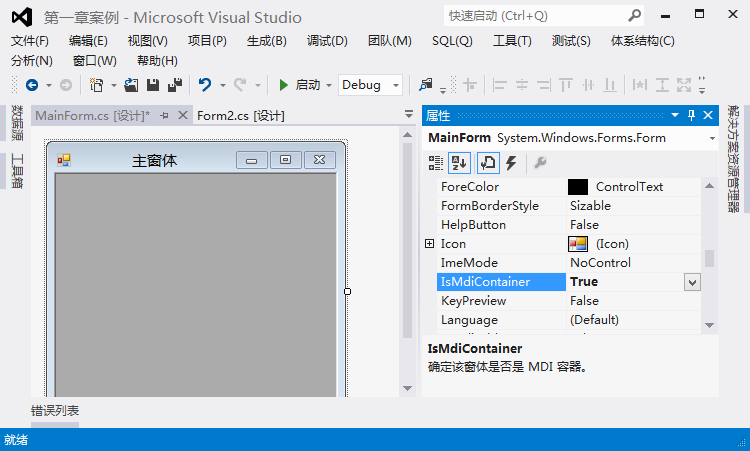 第一章案例 - Microsoft Visual Studio
快速启动 (Ctrl+Q)
文件(F) 编辑(E) 视图(V) 项目(P) 生成(B) 调试(D) 团队(M) SQL(Q) 工具(T) 测试(S) 体系结构(C)
分析(N) 窗口(W) 帮助(H)
启动 Debug
数据源
工具箱
MainForm.cs [设计]*
Form2.cs [设计]
主窗体
属性
MainForm System.Windows.Forms.Form
ForeColor ControlText
FormBorderStyle Sizable
HelpButton False
Icon (Icon)
ImeMode NoControl
IsMdiContainer True
KeyPreview False
Language (Default)
IsMdiContainer
确定该窗体是否是 MDI 容器。
解决方案资源管理器
错误列表
就绪